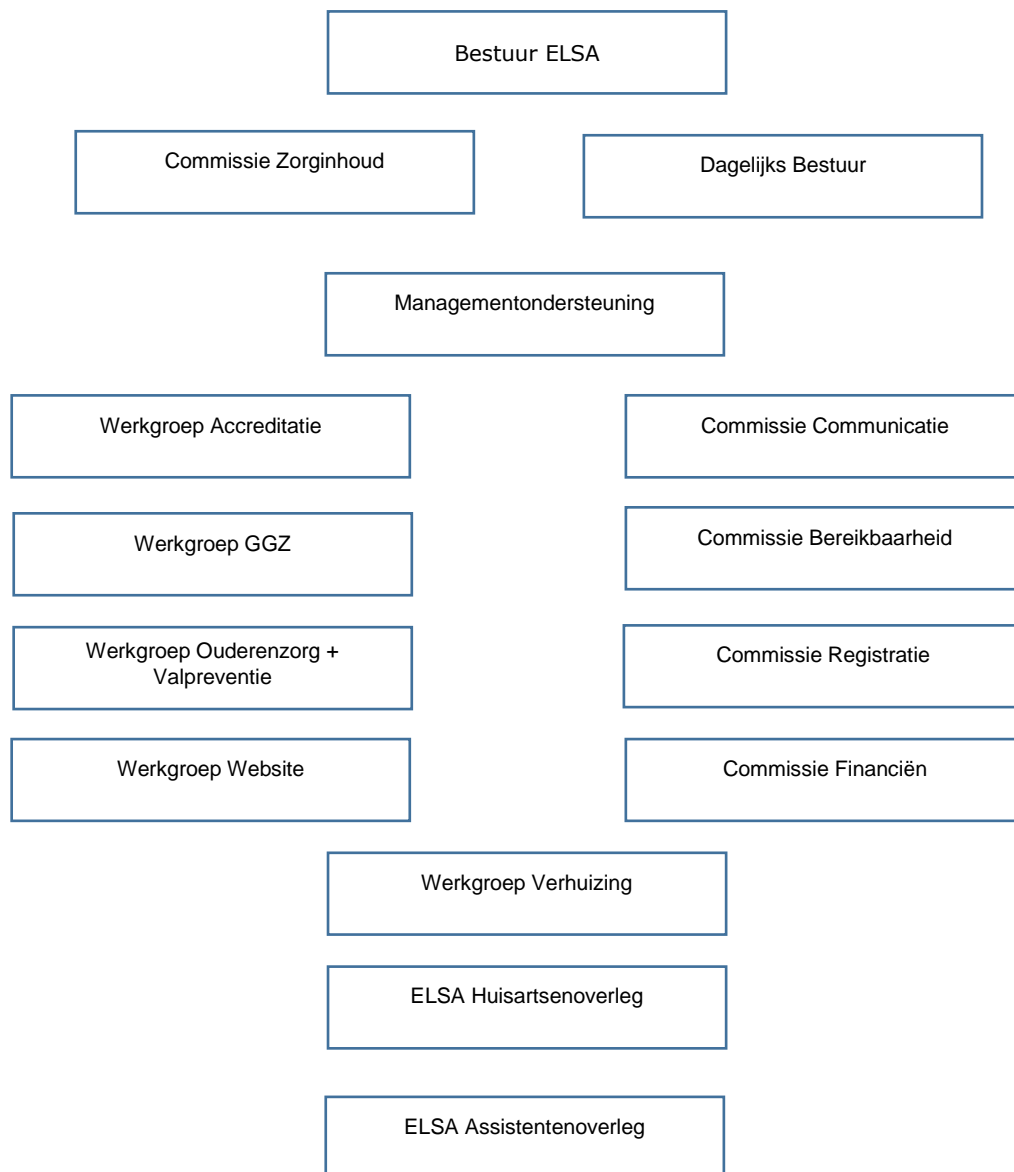 Bestuur ELSA
Commissie Zorginhoud
Dagelijks Bestuur
Managementondersteuning
Werkgroep Accreditatie
Commissie Communicatie
Werkgroep GGZ
Commissie Bereikbaarheid
Werkgroep Ouderenzorg +
Valpreventie
Commissie Registratie
Werkgroep Website
Commissie Financiën
Werkgroep Verhuizing
ELSA Huisartsenoverleg
ELSA Assistentenoverleg